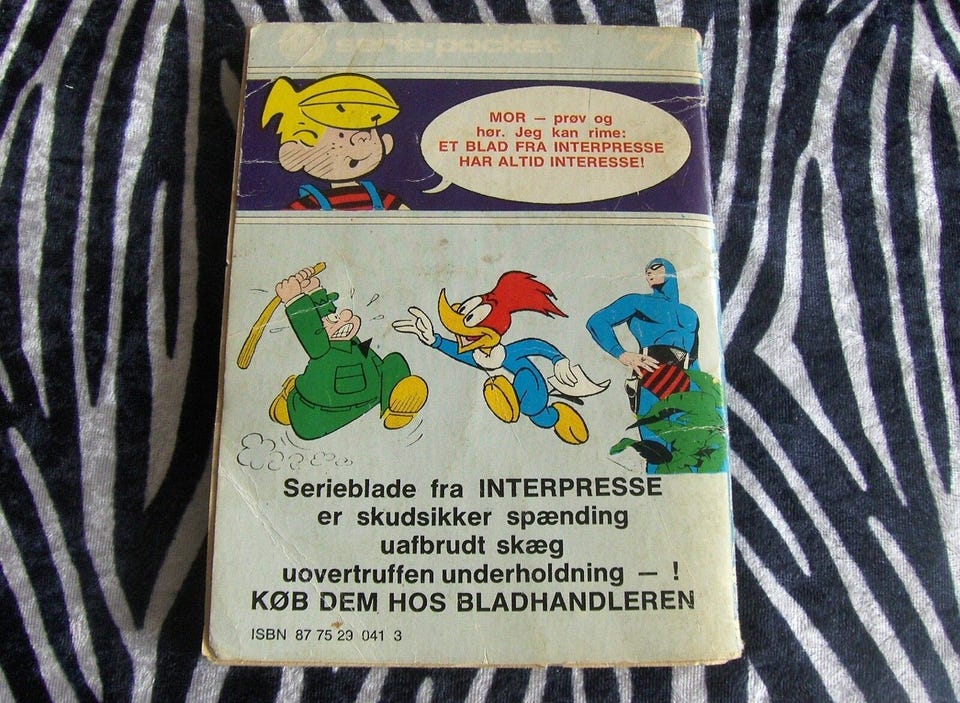 serie-pocket 7
MOR — prøv og
hør. Jeg kan rime:
ET BLAD FRA INTERPRESSE
HAR ALTID INTERESSE!
Serieblade fra INTERPRESSE
er skudsikker spænding
uafbrudt skæg
uovertruffen underholdning — !
KØB DEM HOS BLADHANDLEREN
ISBN 87 75 29 041 3